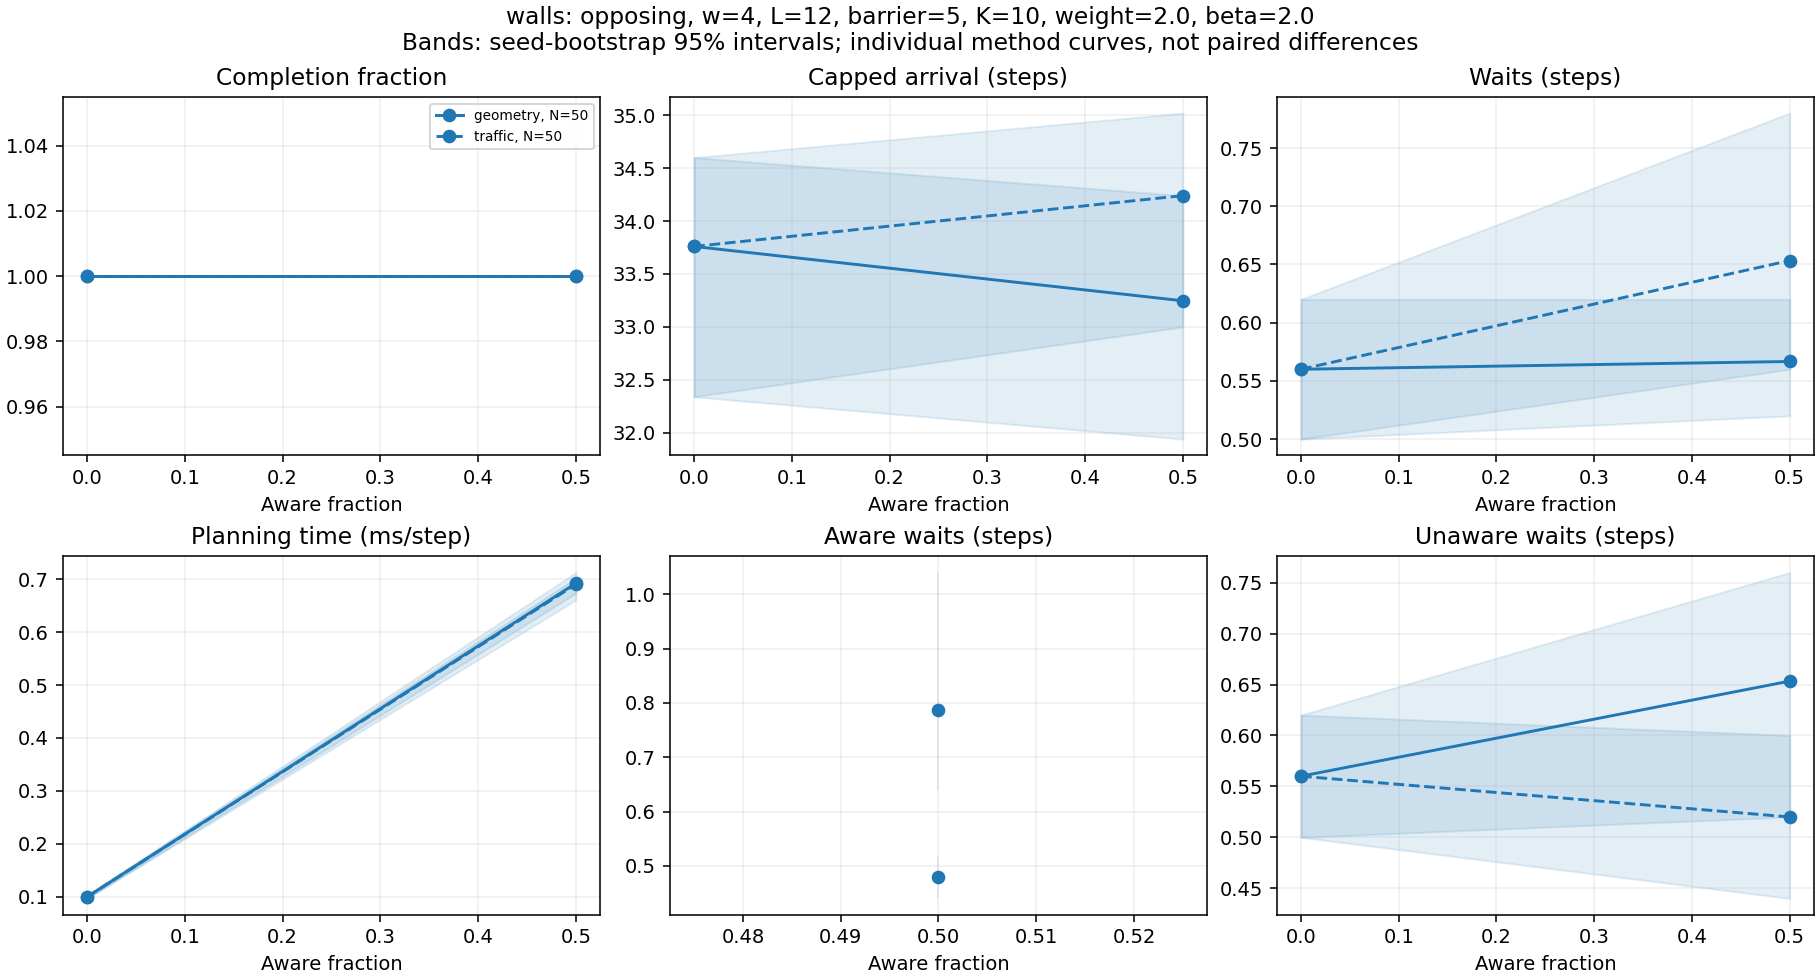 walls: opposing, w=4, L=12, barrier=5, K=10, weight=2.0, beta=2.0
Bands: seed-bootstrap 95% intervals; individual method curves, not paired differences
Completion fraction
1.04
1.02
1.00
0.98
0.96
geometry, N=50
traffic, N=50
0.0 0.1 0.2 0.3 0.4 0.5
Aware fraction
Capped arrival (steps)
35.0
34.5
34.0
33.5
33.0
32.5
32.0
0.0 0.1 0.2 0.3 0.4 0.5
Aware fraction
Waits (steps)
0.75
0.70
0.65
0.60
0.55
0.50
0.0 0.1 0.2 0.3 0.4 0.5
Aware fraction
Planning time (ms/step)
0.7
0.6
0.5
0.4
0.3
0.2
0.1
0.0 0.1 0.2 0.3 0.4 0.5
Aware fraction
Aware waits (steps)
1.0
0.9
0.8
0.7
0.6
0.5
0.48 0.49 0.50 0.51 0.52
Aware fraction
Unaware waits (steps)
0.75
0.70
0.65
0.60
0.55
0.50
0.45
0.0 0.1 0.2 0.3 0.4 0.5
Aware fraction